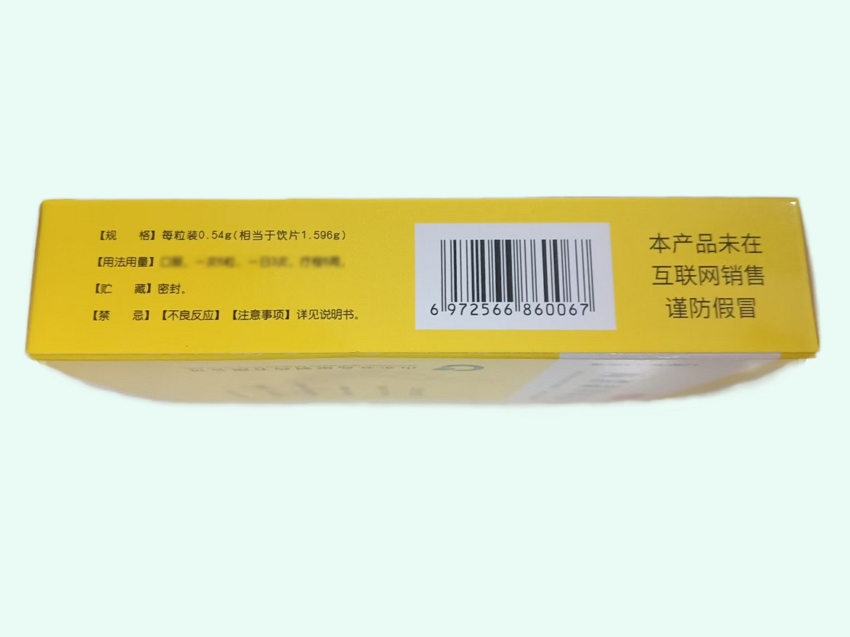 【规 格】每粒装0.54g(相当于饮片1.596g)
【用法用量】
【贮 藏】密封。
【禁 忌】【不良反应】【注意事项】详见说明书。
6 972566 860067
本产品未在
互联网销售
谨防假冒